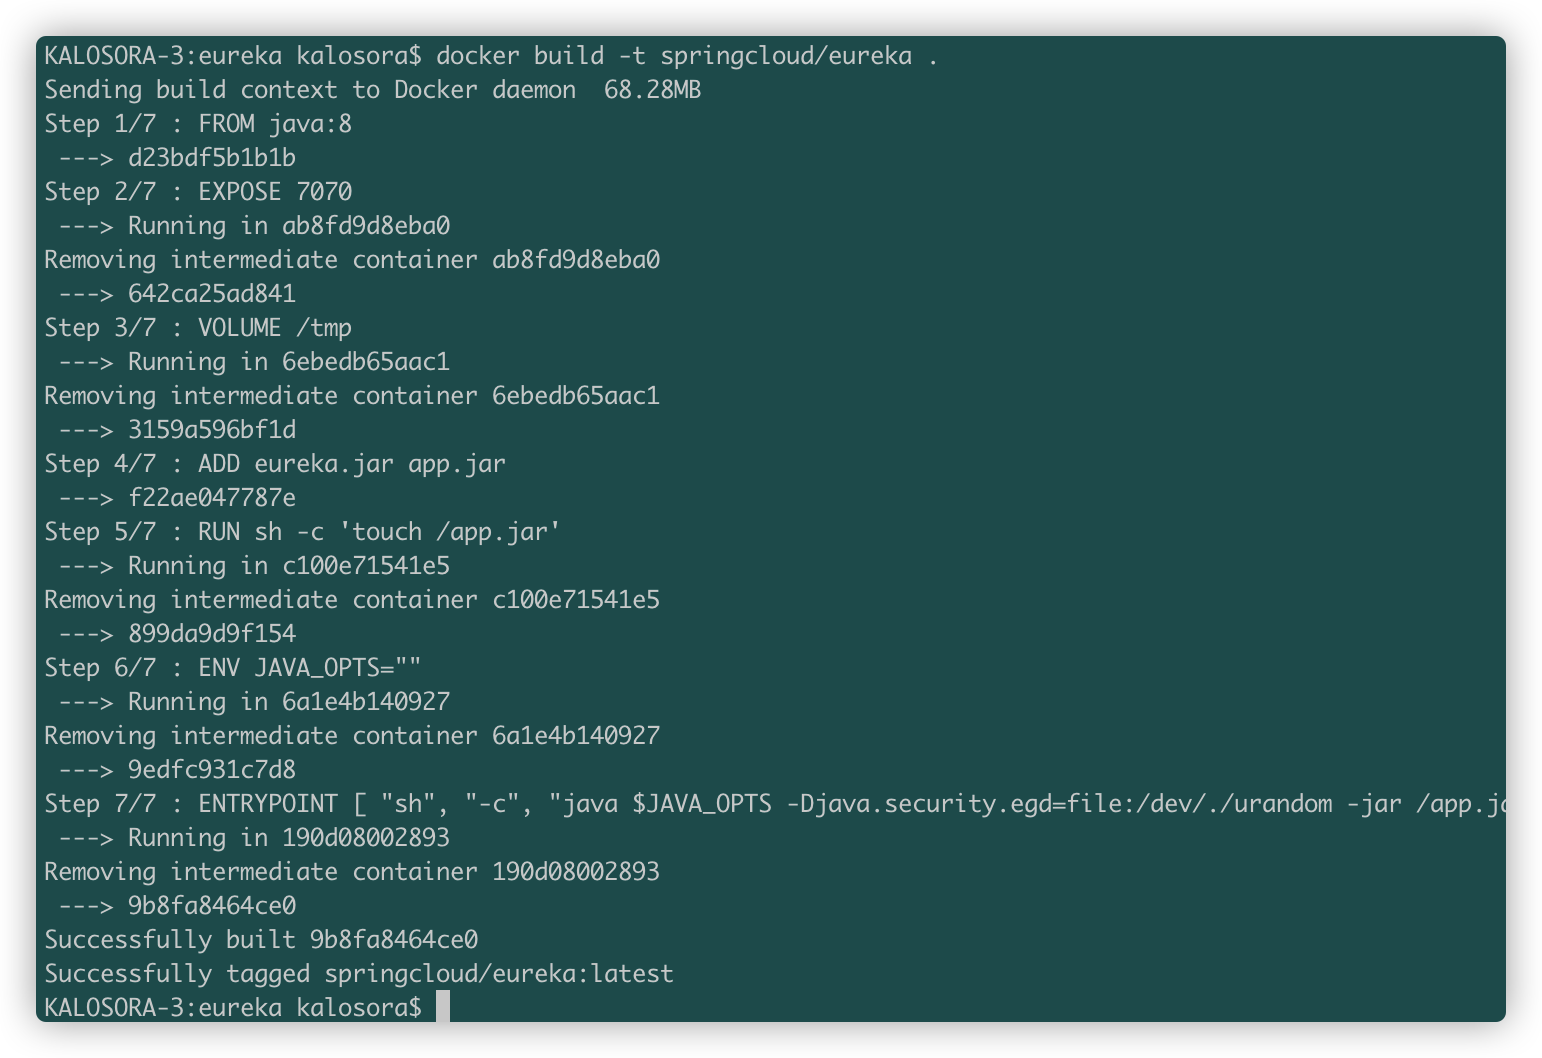 KALOSORA-3:eureka kalosora$ docker build -t springcloud/eureka .
Sending build context to Docker daemon  68.28MB
Step 1/7 : FROM java:8
 ---> d23bdf5b1b1b
Step 2/7 : EXPOSE 7070
 ---> Running in ab8fd9d8eba0
Removing intermediate container ab8fd9d8eba0
 ---> 642ca25ad841
Step 3/7 : VOLUME /tmp
 ---> Running in 6ebedb65aac1
Removing intermediate container 6ebedb65aac1
 ---> 3159a596bf1d
Step 4/7 : ADD eureka.jar app.jar
 ---> f22ae047787e
Step 5/7 : RUN sh -c 'touch /app.jar'
 ---> Running in c100e71541e5
Removing intermediate container c100e71541e5
 ---> 899da9d9f154
Step 6/7 : ENV JAVA_OPTS=""
 ---> Running in 6a1e4b140927
Removing intermediate container 6a1e4b140927
 ---> 9edfc931c7d8
Step 7/7 : ENTRYPOINT [ "sh", "-c", "java $JAVA_OPTS -Djava.security.egd=file:/dev/./urandom -jar /app.ja
 ---> Running in 190d08002893
Removing intermediate container 190d08002893
 ---> 9b8fa8464ce0
Successfully built 9b8fa8464ce0
Successfully tagged springcloud/eureka:latest
KALOSORA-3:eureka kalosora$